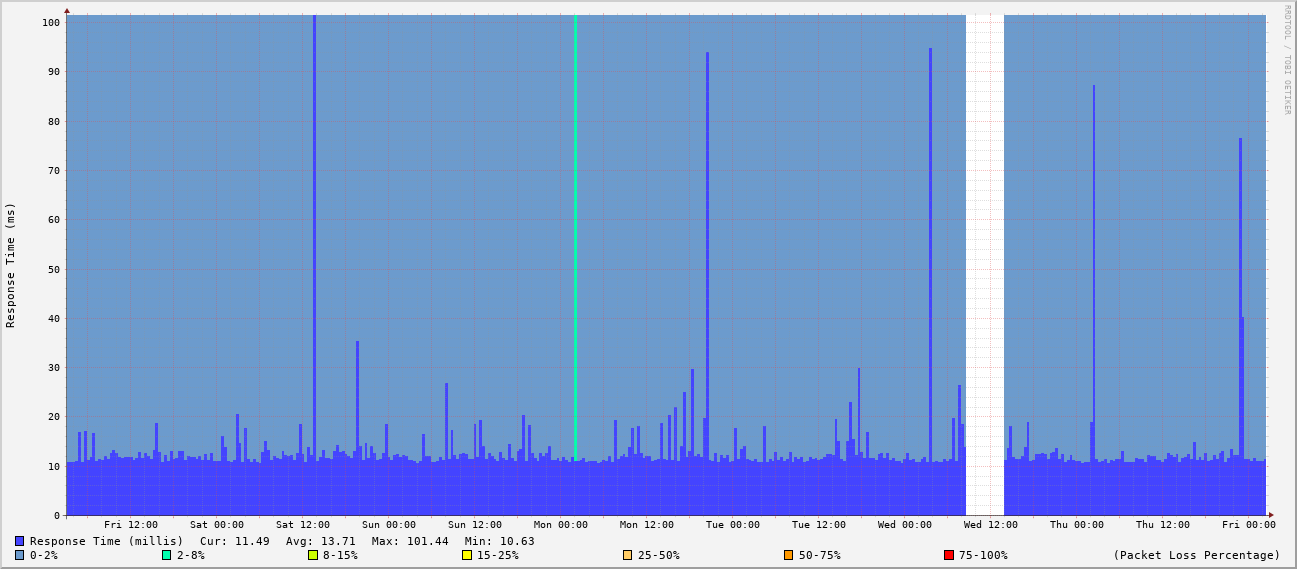 RRDTOOL / TOBI OETIKER
Response Time (ms)
100
90
80
70
60
50
40
30
20
10
0
Fri 12:00 Sat 00:00 Sat 12:00 Sun 00:00 Sun 12:00 Mon 00:00 Mon 12:00 Tue 00:00 Tue 12:00 Wed 00:00 Wed 12:00 Thu 00:00 Thu 12:00 Fri 00:00
Response Time (millis) Cur: 11.49 Avg: 13.71 Max: 101.44 Min: 10.63
0-2% 2-8% 8-15% 15-25% 25-50% 50-75% 75-100% (Packet Loss Percentage)